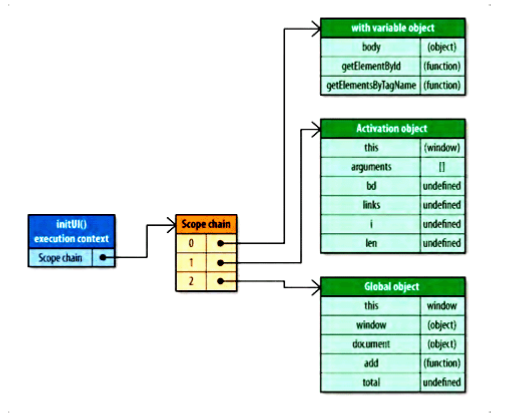 with variable object
body (object)
getElementById (function)
getElementsByTagName (function)
Activation object
this (window)
arguments []
bd undefined
links undefined
i undefined
len undefined
initUI()
execution context
Scope chain
Scope chain
0
1
2
Global object
this window
window (object)
document (object)
add (function)
total undefined